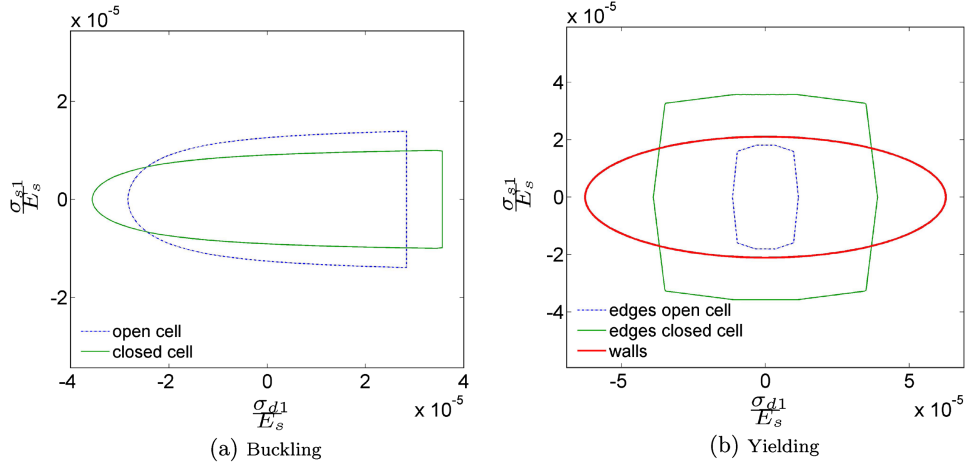 x 10⁻⁵
2
0
-2
σs1
Es
open cell
closed cell
-4
-2
0
2
4
σd1
Es
x 10⁻⁵
(a) Buckling
x 10⁻⁵
4
2
0
-2
-4
σs1
Es
edges open cell
edges closed cell
walls
-5
0
5
σd1
Es
x 10⁻⁵
(b) Yielding